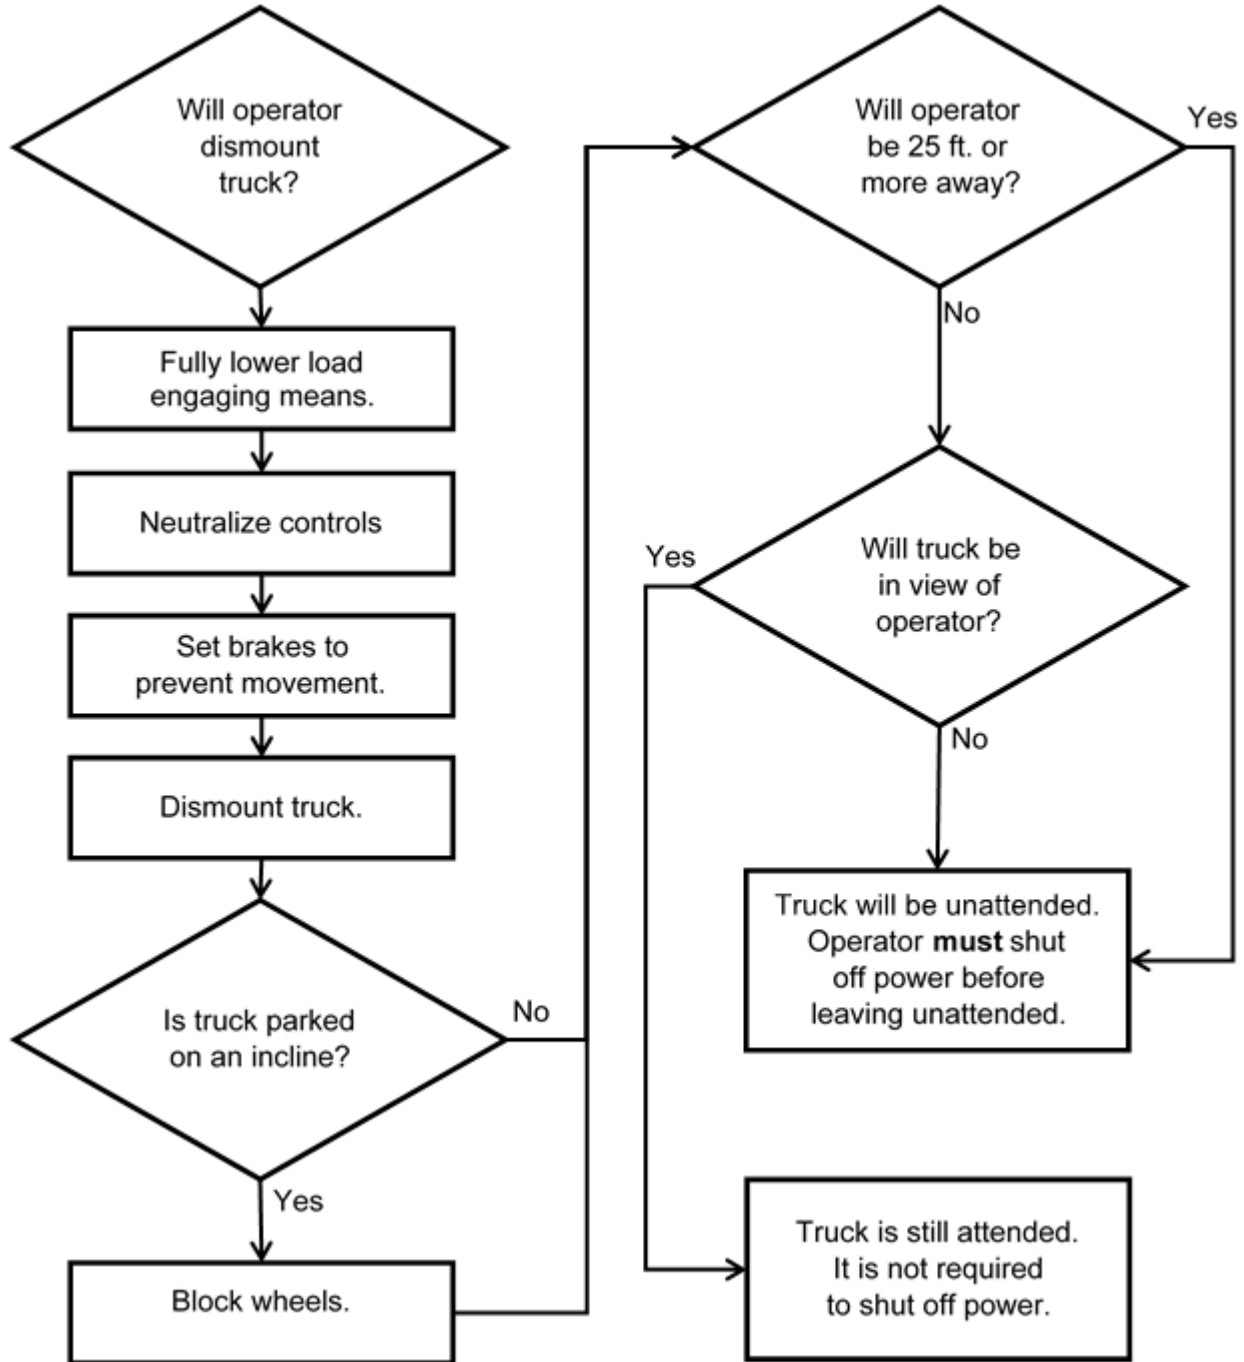 Will operator
dismount
truck?
Fully lower load
engaging means.
Neutralize controls
Set brakes to
prevent movement.
Dismount truck.
Is truck parked
on an incline?
No
Yes
Block wheels.
Will operator
be 25 ft. or
more away?
Yes
No
Will truck be
in view of
operator?
Yes
No
Truck will be unattended.
Operator must shut
off power before
leaving unattended.
Truck is still attended.
It is not required
to shut off power.